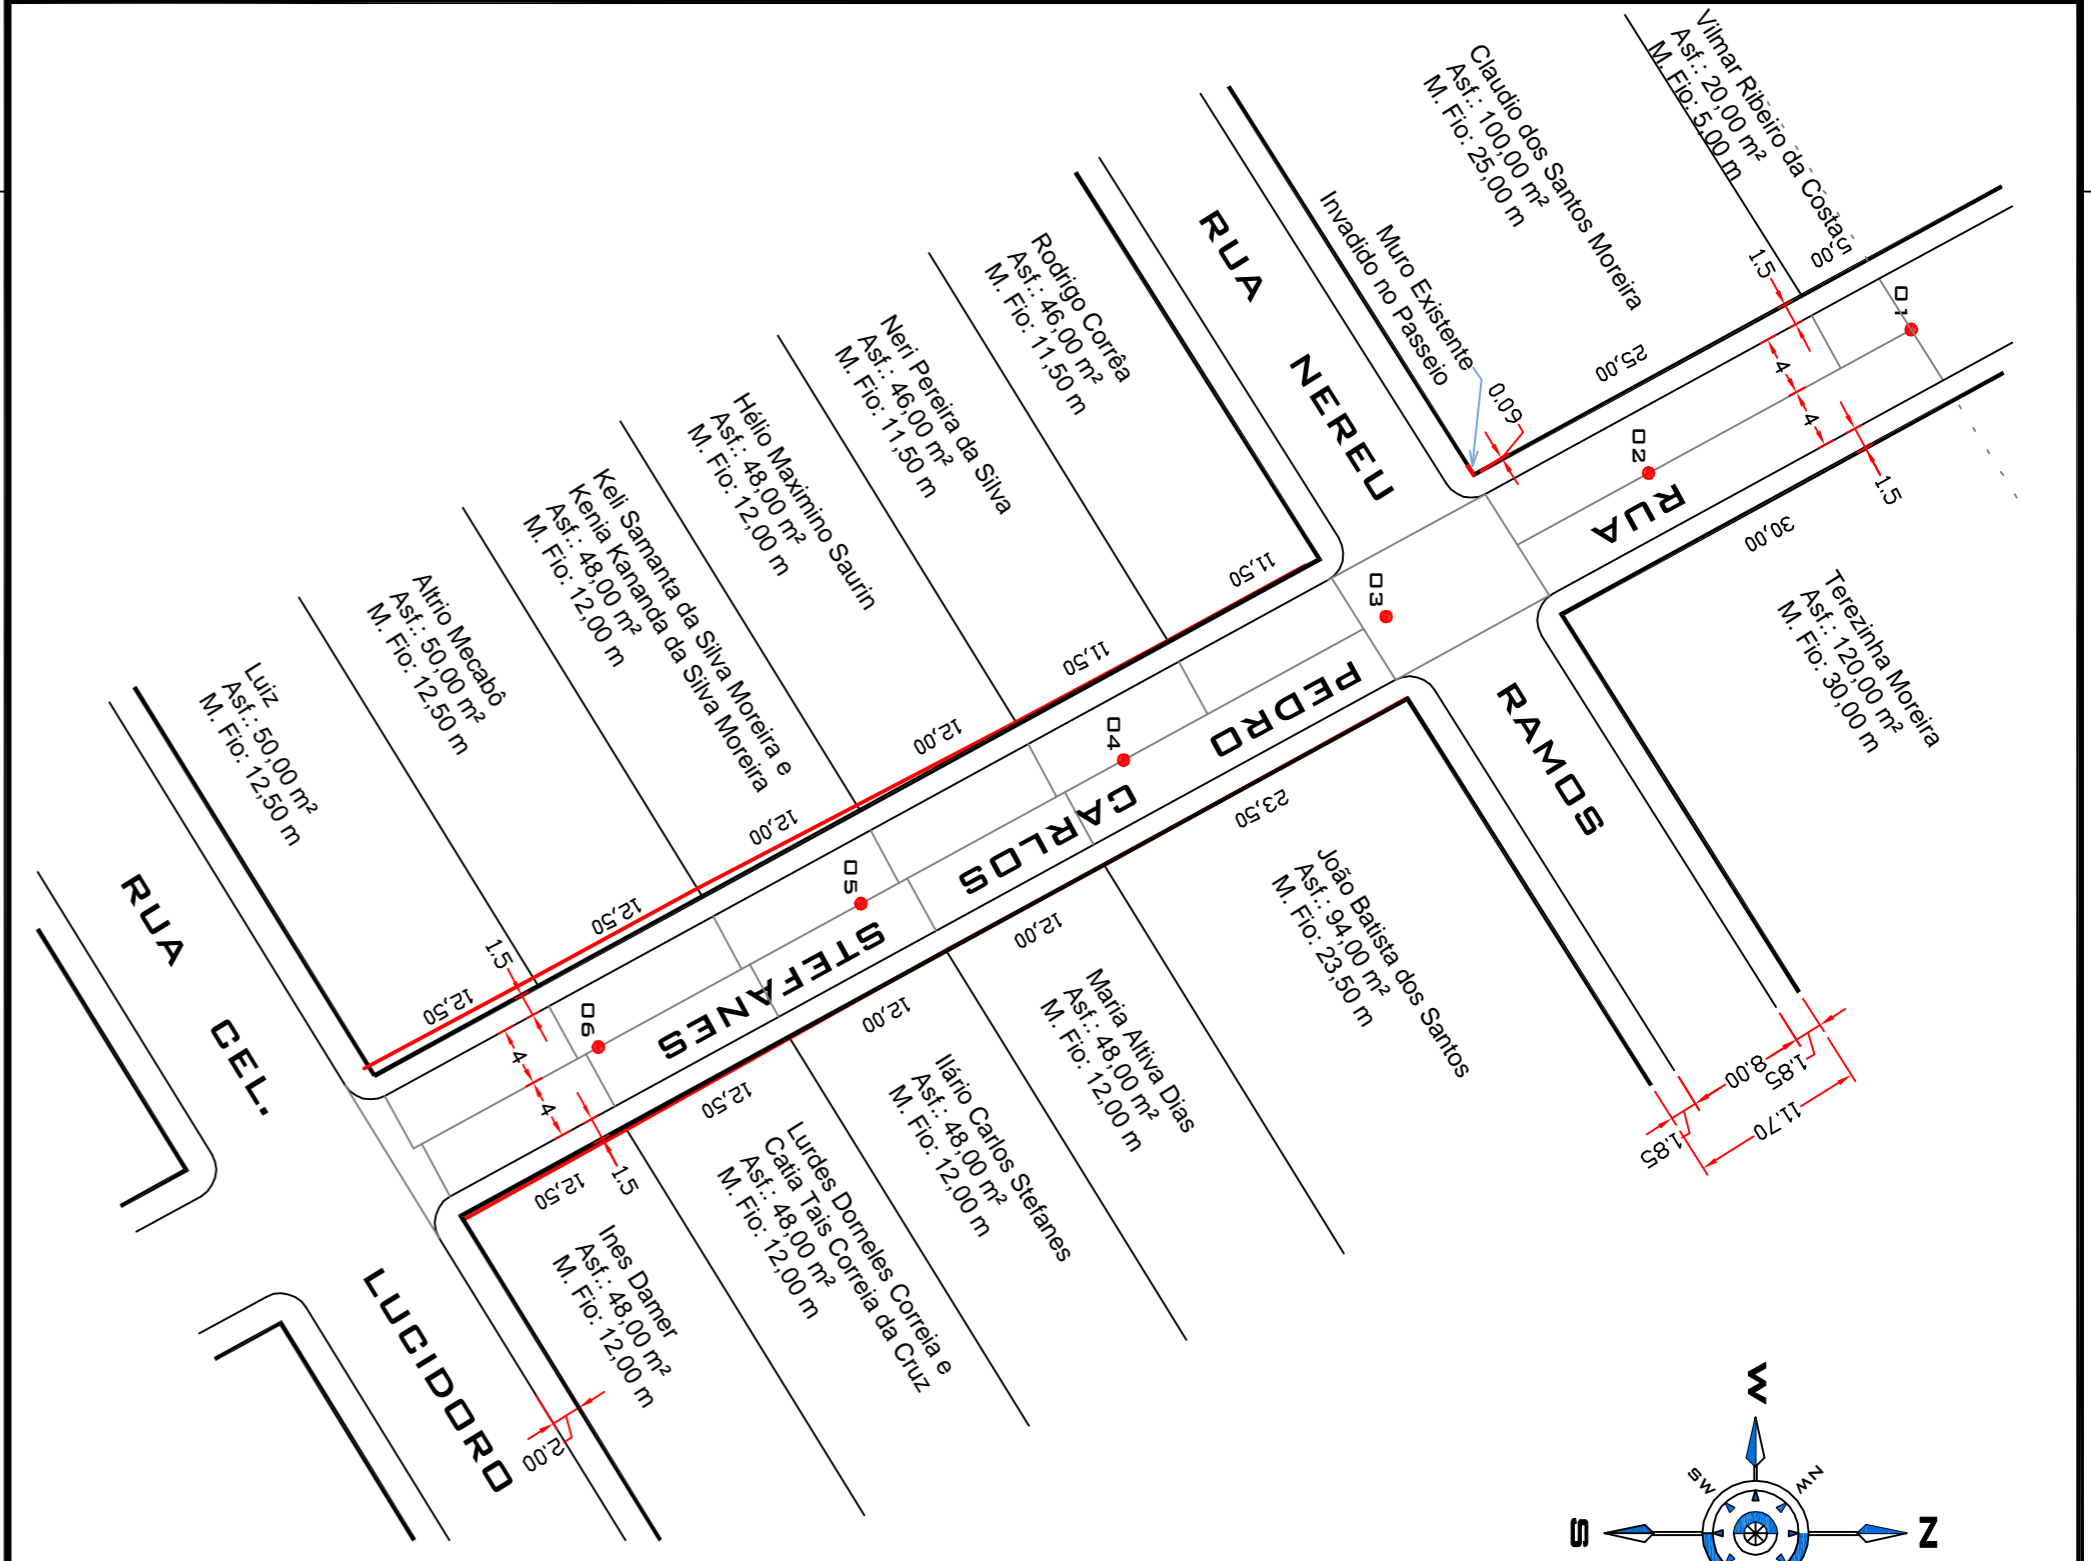 Vilmar Ribeiro da Costa
Asf.: 20,00 m²
M. Fio: 5,00 m
Claudio dos Santos Moreira
Asf.: 100,00 m²
M. Fio: 25,00 m
Muro Existente
Invadido no Passeio
0.09
RUA NEREU RAMOS
Rodrigo Corrêa
Asf.: 46,00 m²
M. Fio: 11,50 m
Neri Pereira da Silva
Asf.: 46,00 m²
M. Fio: 11,50 m
Hélio Maximino Saurin
Asf.: 48,00 m²
M. Fio: 12,00 m
Keli Samanta da Silva Moreira e
Kenia Kananda da Silva Moreira
Asf.: 48,00 m²
M. Fio: 12,00 m
Altrio Mecabô
Asf.: 50,00 m²
M. Fio: 12,50 m
Luiz
Asf.: 50,00 m²
M. Fio: 12,50 m
RUA CEL. LUCIDORO
RUA PEDRO CARLOS STEFANES
01
02
03
04
05
06
5,00
25,00
11,50
11,50
12,00
12,00
12,50
12,50
1.5
4
4
1.5
30,00
23,50
12,00
12,00
12,50
12,50
1.5
4
4
1.5
Terezinha Moreira
Asf.: 120,00 m²
M. Fio: 30,00 m
João Batista dos Santos
Asf.: 94,00 m²
M. Fio: 23,50 m
Maria Altiva Dias
Asf.: 48,00 m²
M. Fio: 12,00 m
Ilário Carlos Stefanes
Asf.: 48,00 m²
M. Fio: 12,00 m
Lurdes Dorneles Correia e
Catia Tais Correia da Cruz
Asf.: 48,00 m²
M. Fio: 12,00 m
Ines Damer
Asf.: 48,00 m²
M. Fio: 12,00 m
1.85
8.00
1.85
11.70
2.00
W
SW
NW
S
N